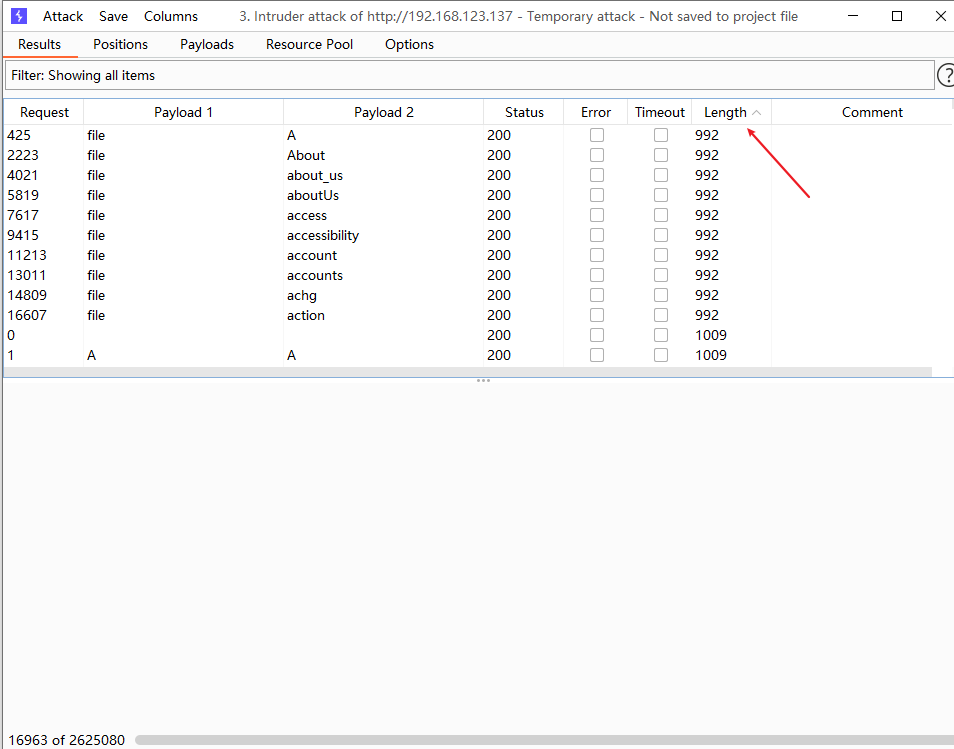 Attack Save Columns 3. Intruder attack of http://192.168.123.137 - Temporary attack - Not saved to project file
Results Positions Payloads Resource Pool Options
Filter: Showing all items ?
Request Payload 1 Payload 2 Status Error Timeout Length Comment
425 file A 200 992
2223 file About 200 992
4021 file about_us 200 992
5819 file aboutUs 200 992
7617 file access 200 992
9415 file accessibility 200 992
11213 file account 200 992
13011 file accounts 200 992
14809 file achg 200 992
16607 file action 200 992
0 200 1009
1 A A 200 1009
16963 of 2625080